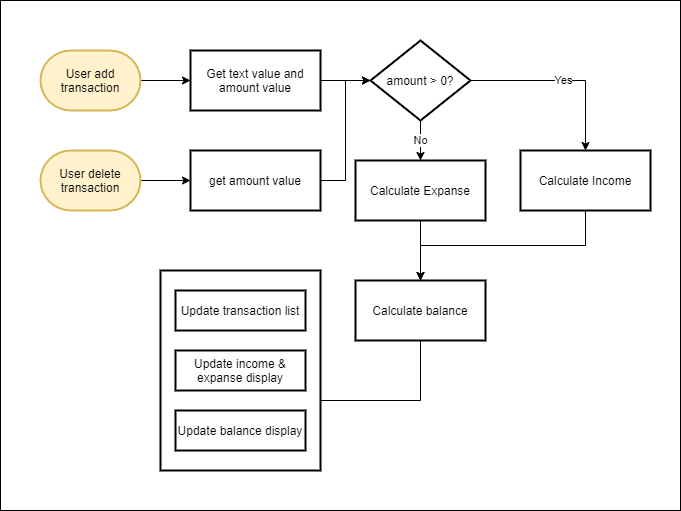 User add
transaction
Get text value and
amount value
amount > 0?
Yes
No
User delete
transaction
get amount value
Calculate Expanse
Calculate Income
Calculate balance
Update transaction list
Update income &
expanse display
Update balance display